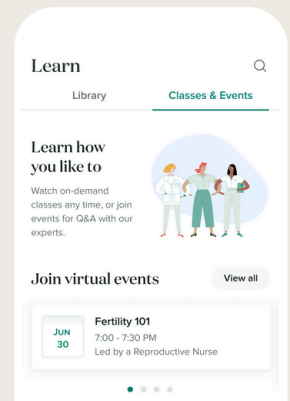 Learn
Library
Classes & Events
Learn how
you like to
Watch on-demand
classes any time, or join
events for Q&A with our
experts.
Join virtual events
View all
JUN
30
Fertility 101
7:00 - 7:30 PM
Led by a Reproductive Nurse